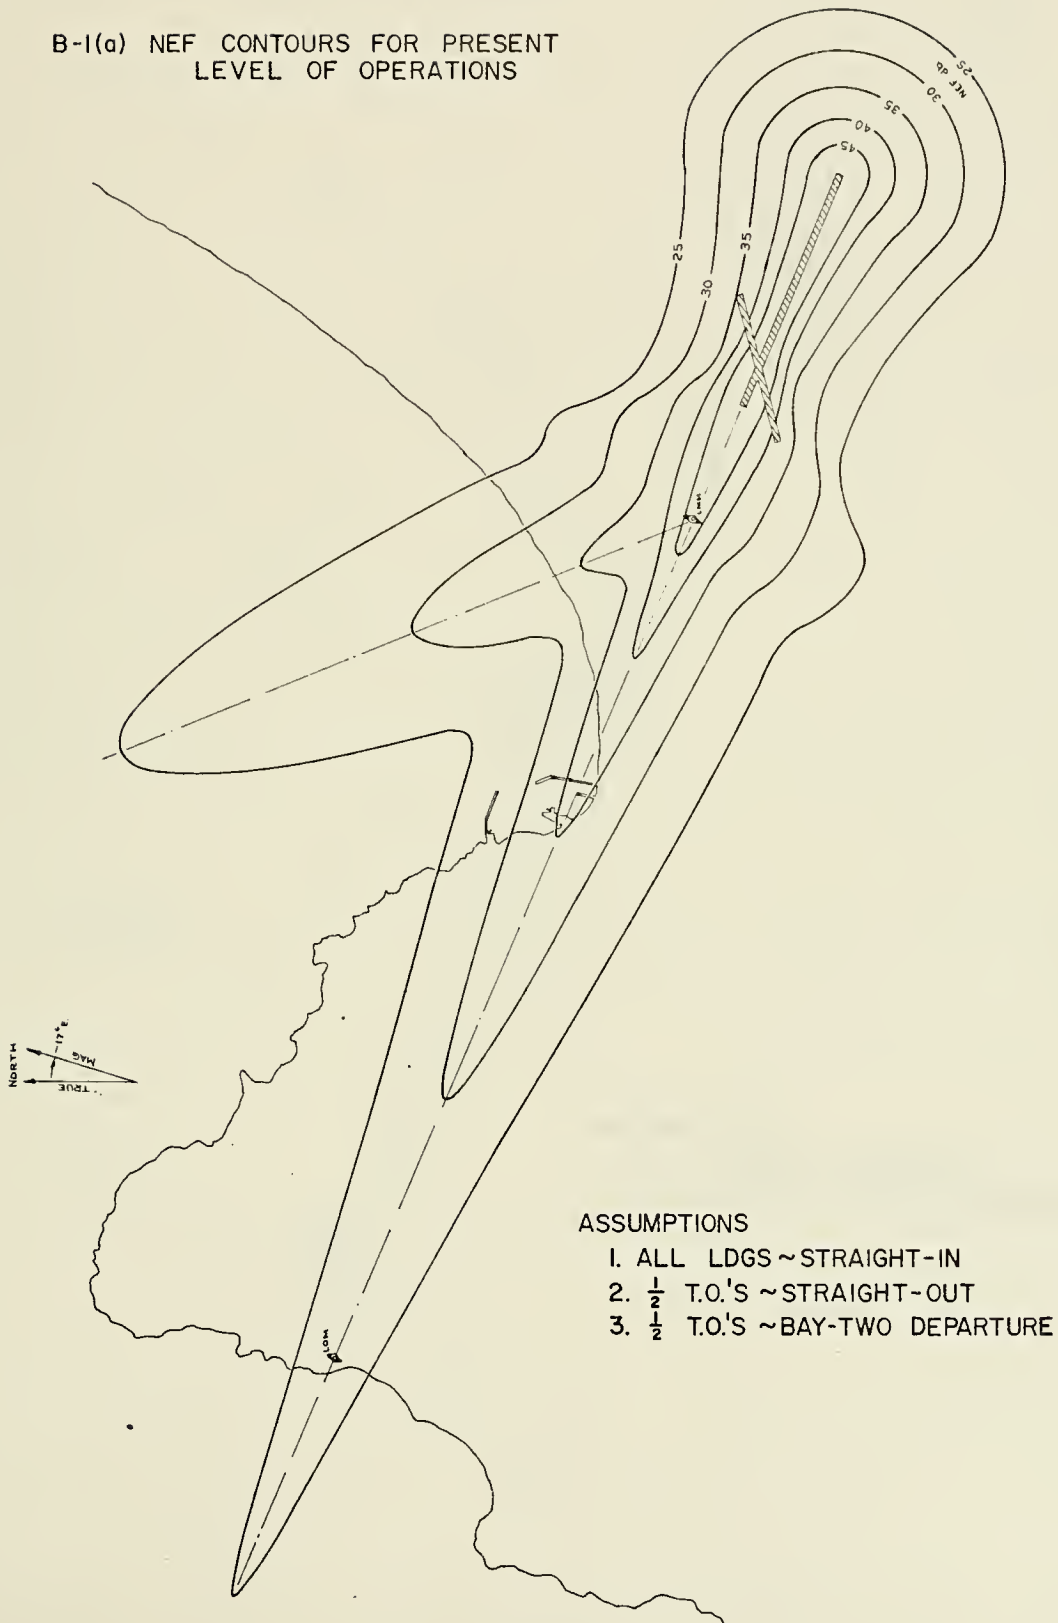 B-1(a) NEF CONTOURS FOR PRESENT
LEVEL OF OPERATIONS
25
NEF db
30
35
40
45
25
30
35
LMM
NORTH
-17°E.
MAG
TRUE
LOM
ASSUMPTIONS
1. ALL LDGS ~ STRAIGHT-IN
2. 1/2 T.O.'S ~ STRAIGHT-OUT
3. 1/2 T.O.'S ~ BAY-TWO DEPARTURE